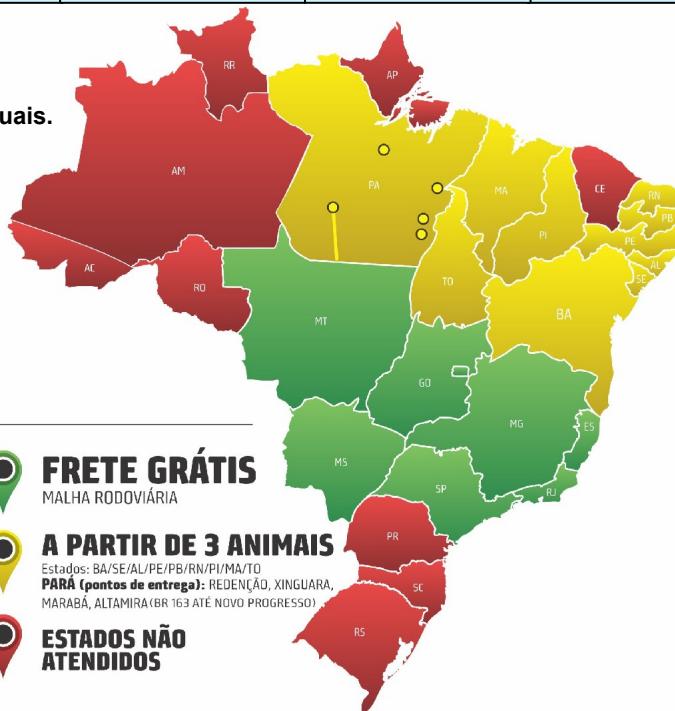 uais.
RR
AP
AM
PA
MA
CE
RN
PB
PI
PE
AL
SE
AC
RO
TO
BA
MT
GO
MG
ES
MS
SP
RJ
PR
SC
RS
FRETE GRÁTIS
MALHA RODOVIÁRIA
A PARTIR DE 3 ANIMAIS
Estados: BA/SE/AL/PE/PB/RN/PI/MA/TO
PARÁ (pontos de entrega): REDENÇÃO, XINGUARA,
MARABÁ, ALTAMIRA (BR 163 ATÉ NOVO PROGRESSO)
ESTADOS NÃO
ATENDIDOS